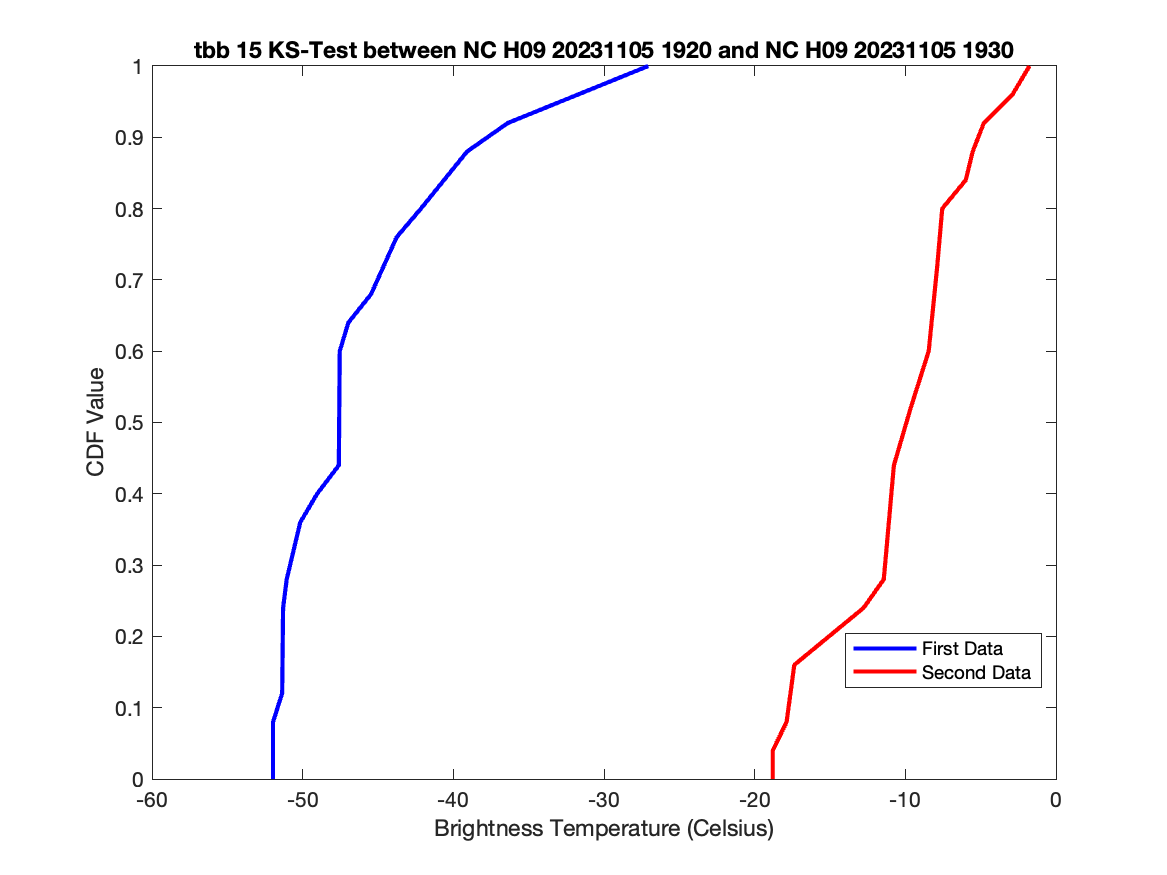 tbb 15 KS-Test between NC H09 20231105 1920 and NC H09 20231105 1930
1
0.9
0.8
0.7
0.6
0.5
0.4
0.3
0.2
0.1
0
CDF Value
First Data
Second Data
-60 -50 -40 -30 -20 -10 0
Brightness Temperature (Celsius)